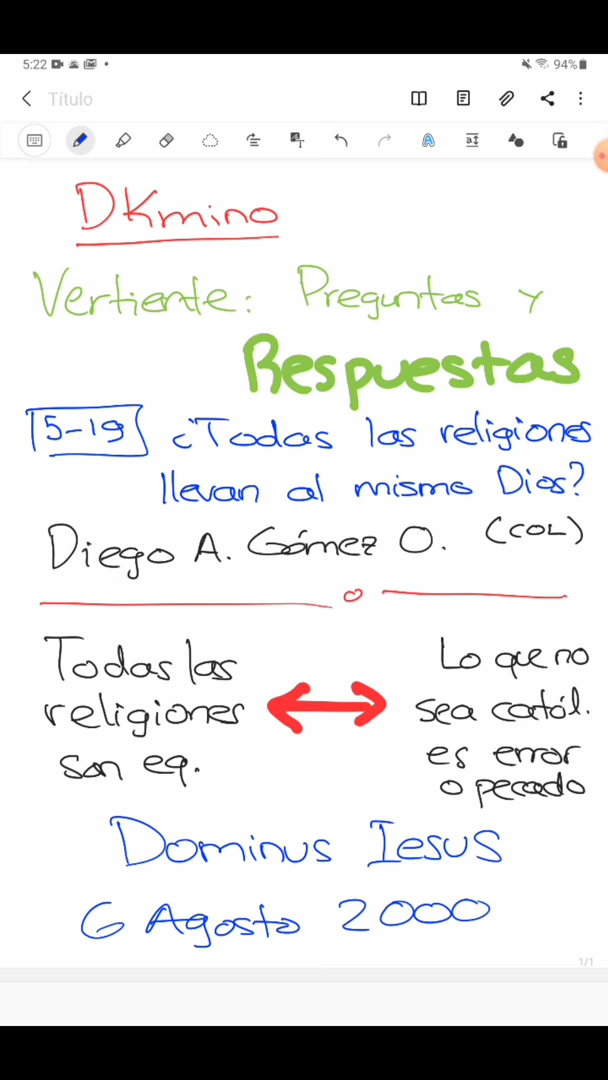 5:22 94%
Título
DKmino
Vertiente: Preguntas y
Respuestas
5-19 ¿Todas las religiones
llevan al mismo Dios?
Diego A. Gómez O. (COL)
Todas las
religiones
son eq.
Lo que no
sea catól.
es error
o pecado
Dominus Iesus
6 Agosto 2000
1/1